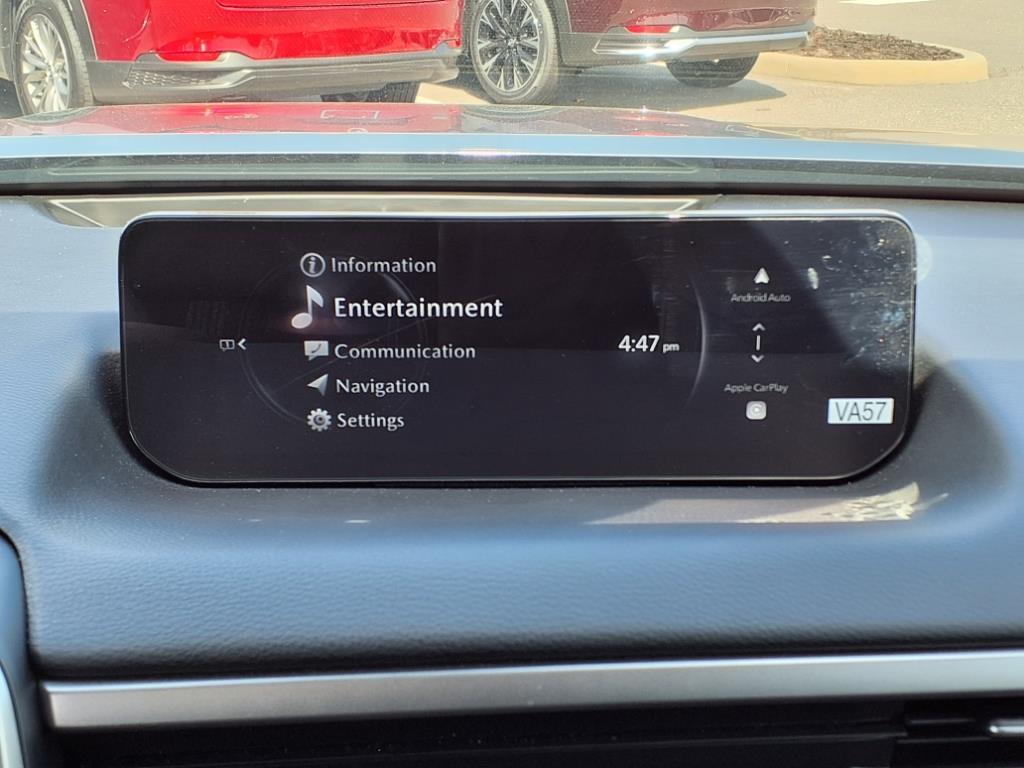 Information
Entertainment
Communication
Navigation
Settings
4:47 pm
Android Auto
Apple CarPlay
VA57